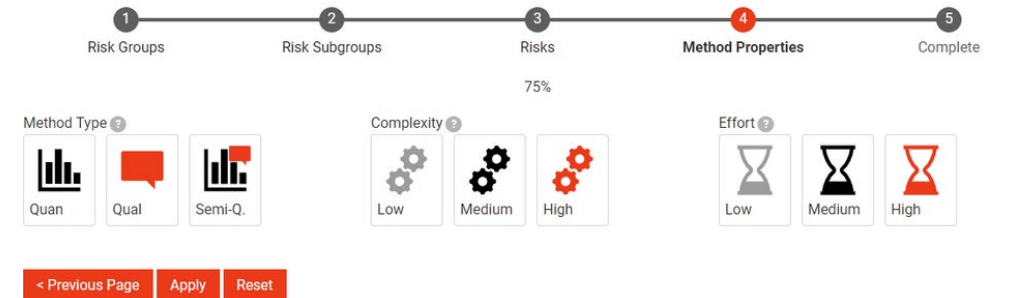 1 2 3 4 5
Risk Groups Risk Subgroups Risks Method Properties Complete
75%
Method Type ? Complexity ? Effort ?
Quan Qual Semi-Q. Low Medium High Low Medium High
< Previous Page Apply Reset